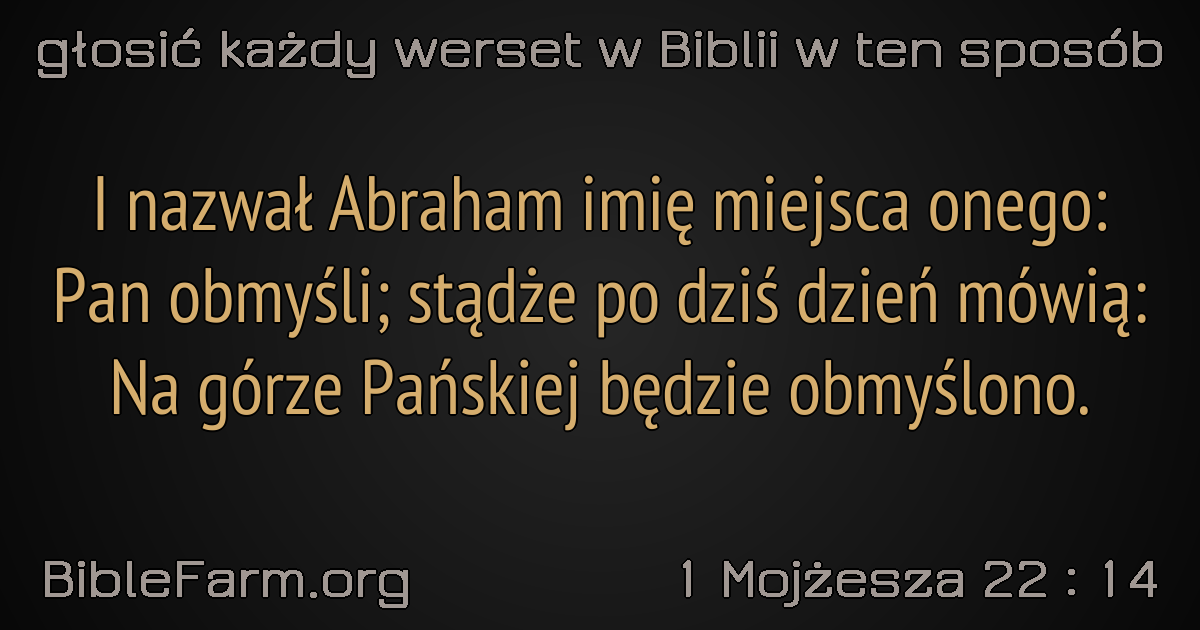 głosić każdy werset w Biblii w ten sposób
I nazwał Abraham imię miejsca onego:
Pan obmyśli; stądże po dziś dzień mówią:
Na górze Pańskiej będzie obmyślono.
BibleFarm.org
1 Mojżesza 22 : 14